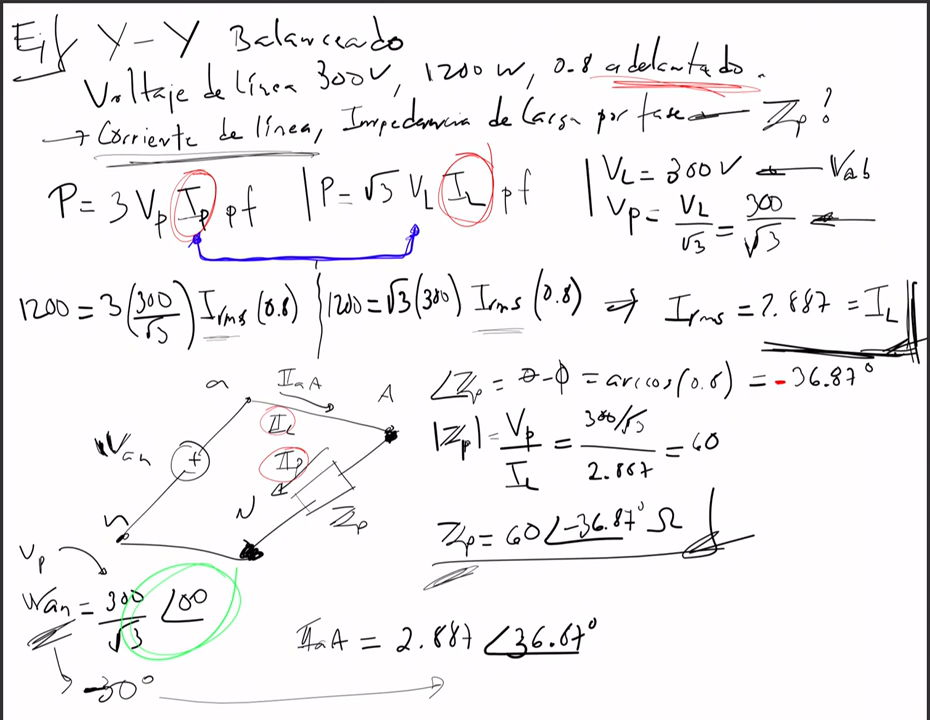 Ej Y-Y Balanceado
Voltaje de línea 300V, 1200 W, 0.8 adelantado.
→ Corriente de línea, Impedancia de Carga por fase — Zp?
P = 3 Vp Ip pf | P = √3 VL IL pf
VL = 300 V ← Vab
Vp = VL/√3 = 300/√3 ←
1200 = 3(300/√3) Irms (0.8) | 1200 = √3(300) Irms (0.8) ⇒ Irms = 2.887 = IL
∠Zp = θ-φ = arccos(0.8) = -36.87°
|Zp| = Vp/IL = 300/√3 / 2.887 = 60
Zp = 60∠-36.87° Ω
a IaA A
IL
Van + Ip
n N Zp
Vp
Van = 300/√3 ∠0°
IaA = 2.887 ∠36.87°
-30°